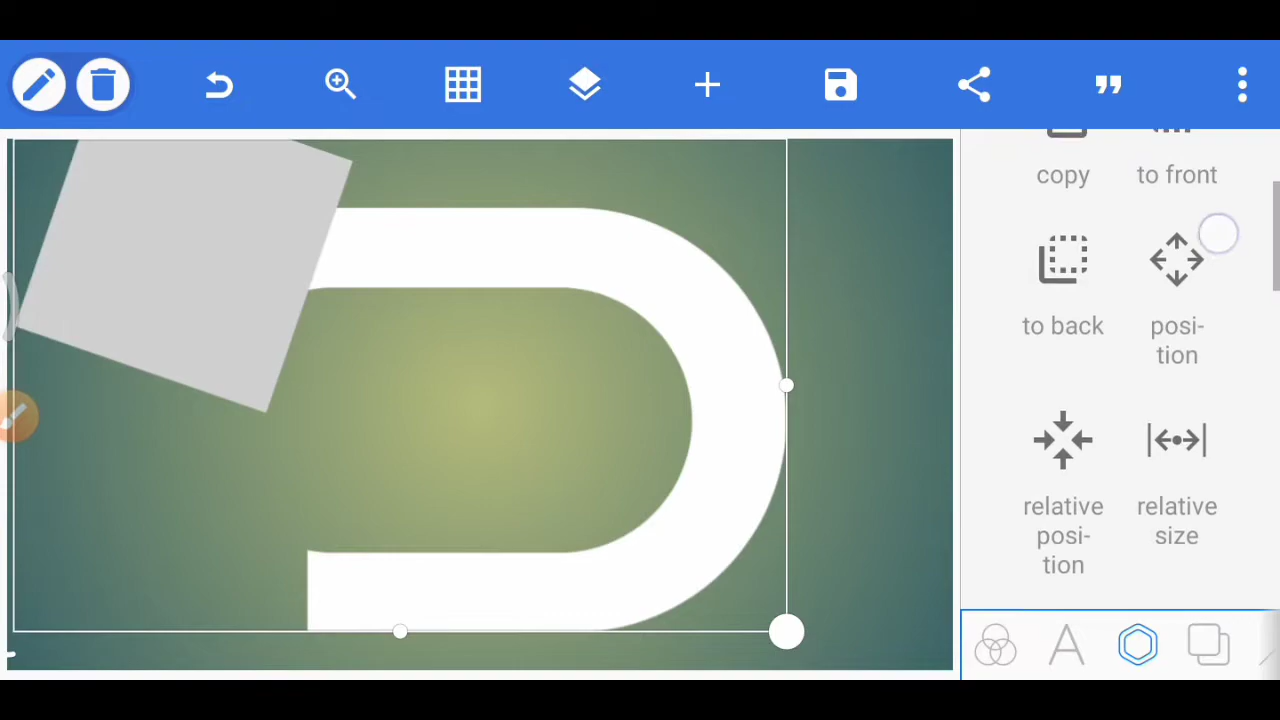 copy
to front
to back
posi-
tion
relative
posi-
tion
relative
size